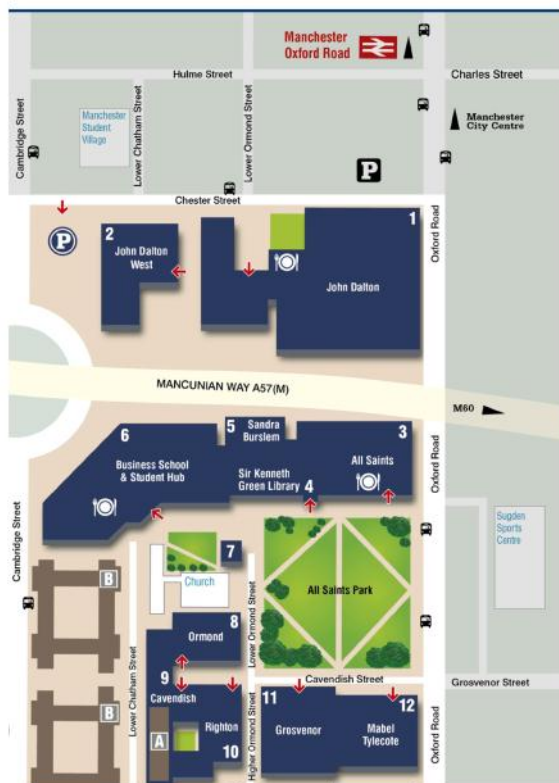 Manchester
Oxford Road
Hulme Street
Charles Street
Cambridge Street
Manchester
Student
Village
Lower Chatham Street
Lower Ormond Street
Manchester
City Centre
P
Chester Street
P
2
John Dalton
West
1
John Dalton
Oxford Road
MANCUNIAN WAY A57(M)
M60
6
Business School
& Student Hub
5
Sandra
Burslem
Sir Kenneth
Green Library
4
3
All Saints
Oxford Road
Cambridge Street
7
Church
All Saints Park
Sugden
Sports
Centre
B
Lower Ormond Street
8
Ormond
Lower Chatham Street
Cavendish Street
Grosvenor Street
9
Cavendish
B
A
Righton
10
Higher Ormond Street
11
Grosvenor
12
Mabel
Tylecote
Oxford Road